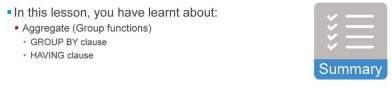 In this lesson, you have learnt about:
Aggregate (Group functions)
GROUP BY clause
HAVING clause
Summary